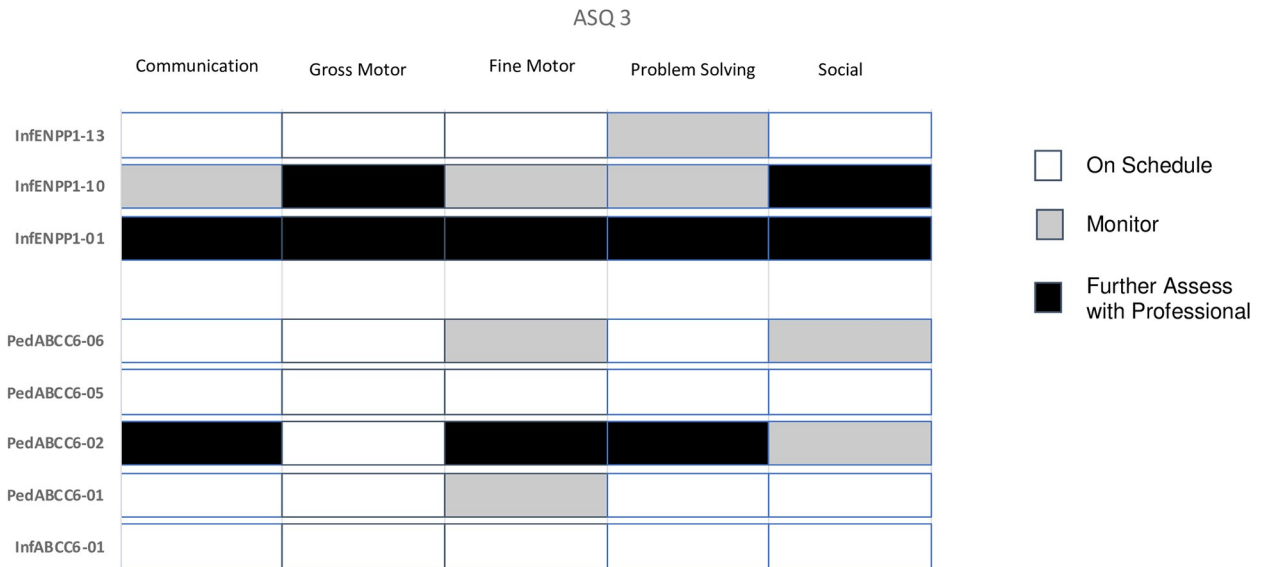 ASQ 3
Communication Gross Motor Fine Motor Problem Solving Social
InfENPP1-13
InfENPP1-10
InfENPP1-01
PedABCC6-06
PedABCC6-05
PedABCC6-02
PedABCC6-01
InfABCC6-01
On Schedule
Monitor
Further Assess
with Professional